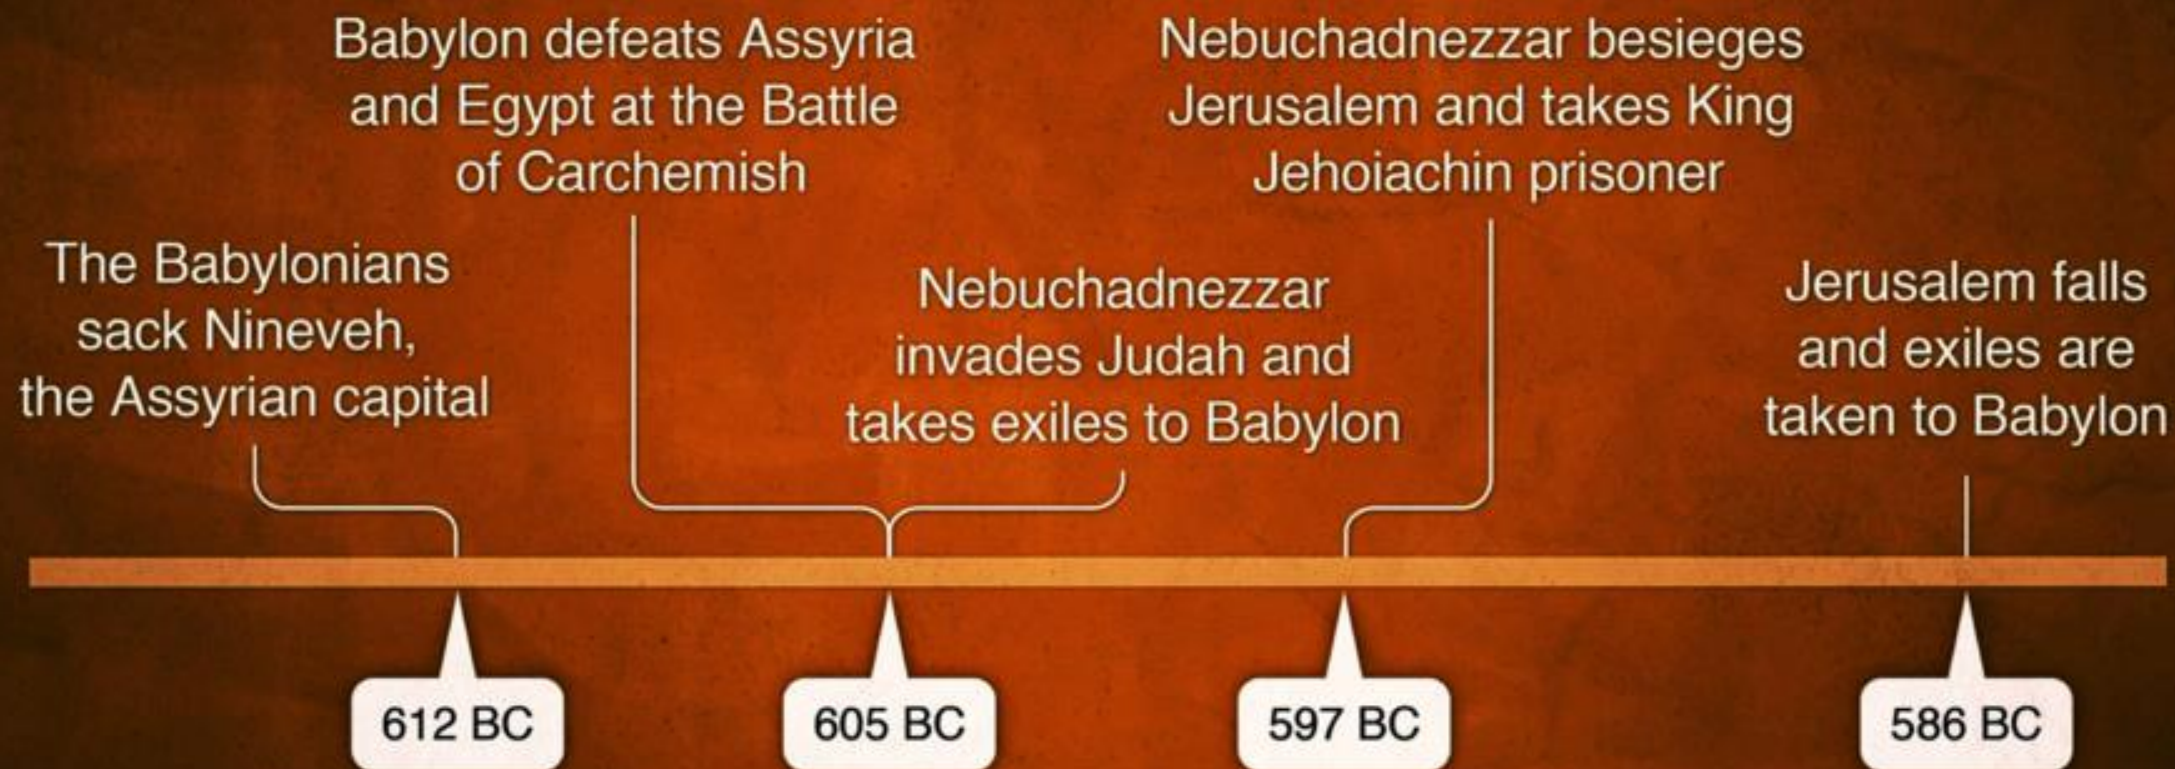 The Babylonians
sack Nineveh,
the Assyrian capital
Babylon defeats Assyria
and Egypt at the Battle
of Carchemish
Nebuchadnezzar
invades Judah and
takes exiles to Babylon
Nebuchadnezzar besieges
Jerusalem and takes King
Jehoiachin prisoner
Jerusalem falls
and exiles are
taken to Babylon
612 BC
605 BC
597 BC
586 BC